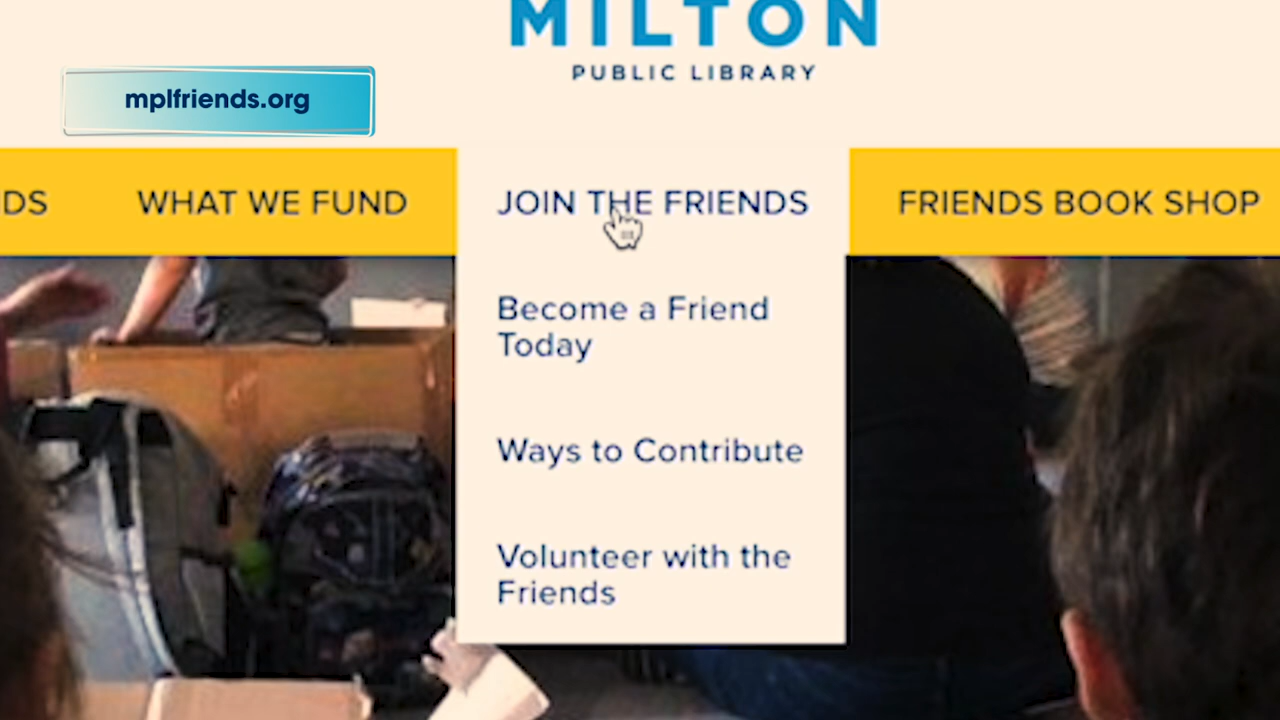 MILTON
PUBLIC LIBRARY
mplfriends.org
DS
WHAT WE FUND
JOIN THE FRIENDS
FRIENDS BOOK SHOP
Become a Friend
Today
Ways to Contribute
Volunteer with the
Friends